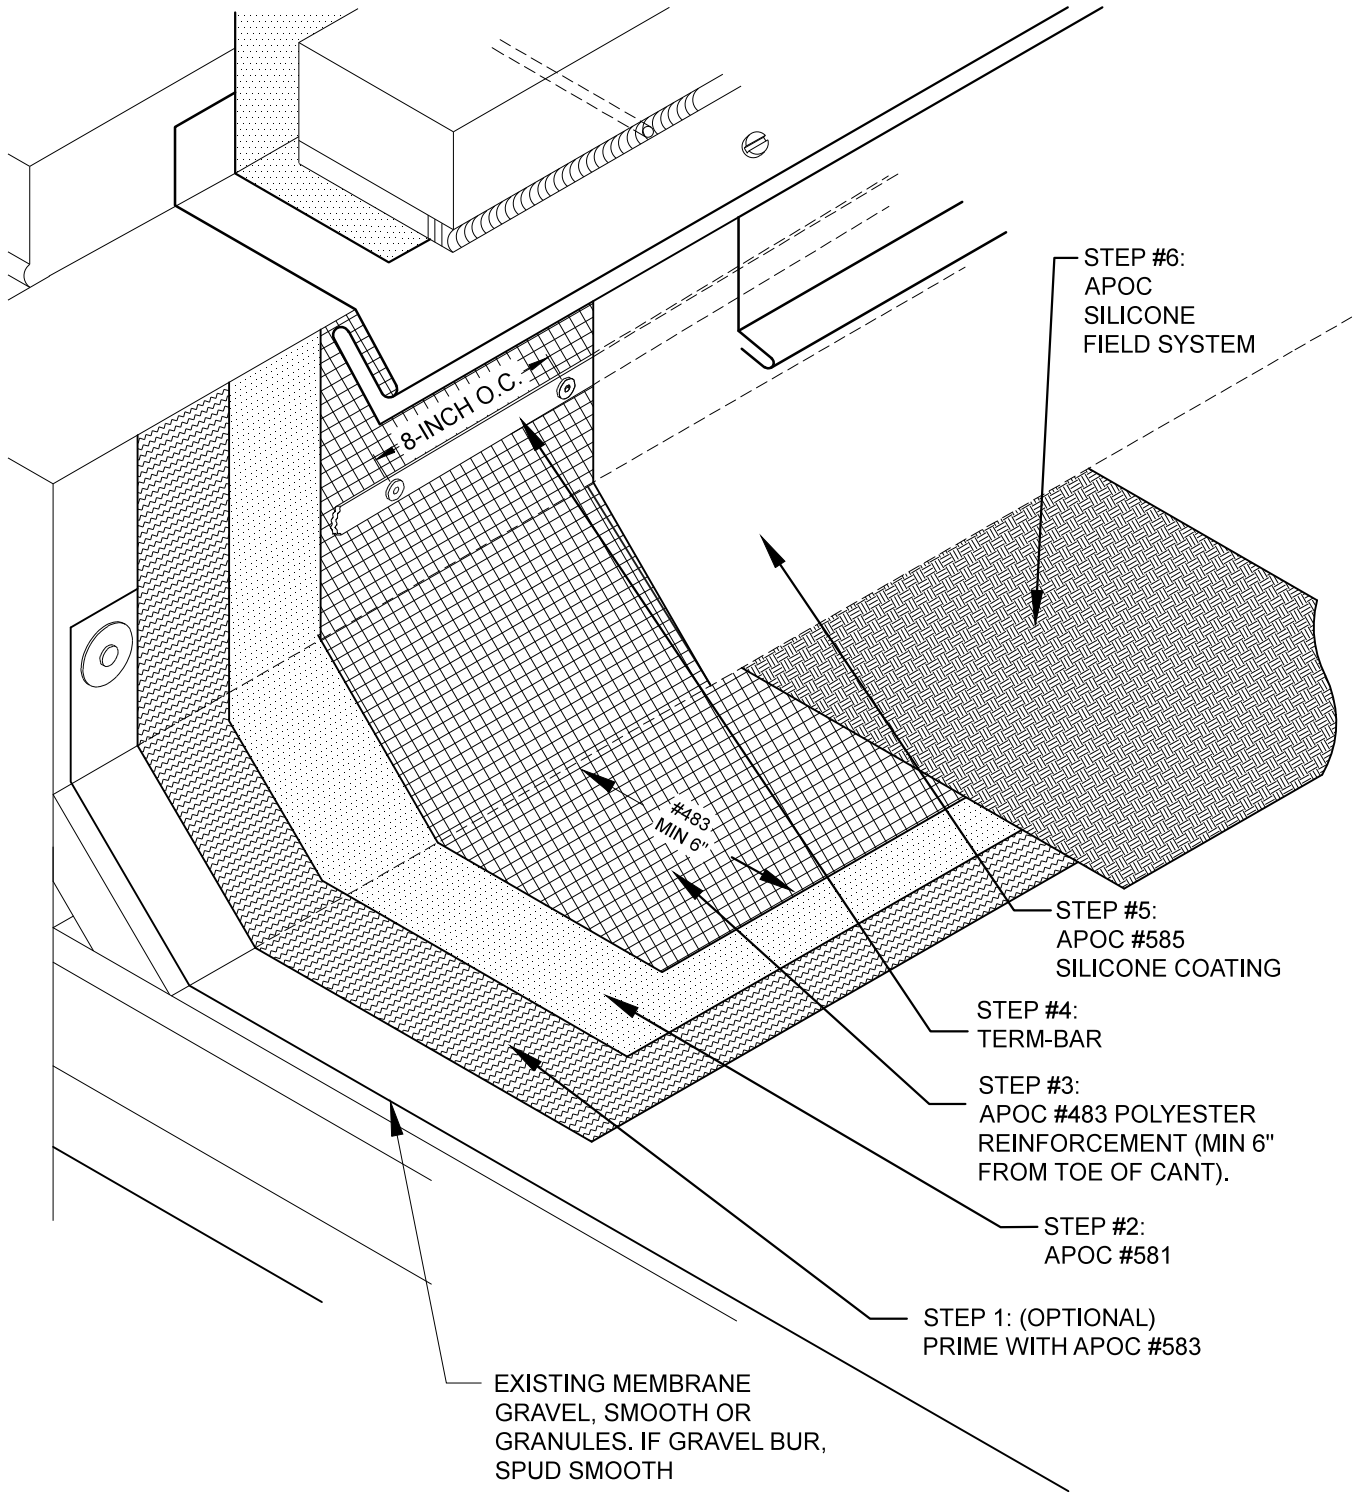 STEP #6:
APOC
SILICONE
FIELD SYSTEM
8-INCH O.C.
#483
MIN 6"
STEP #5:
APOC #585
SILICONE COATING
STEP #4:
TERM-BAR
STEP #3:
APOC #483 POLYESTER
REINFORCEMENT (MIN 6"
FROM TOE OF CANT).
STEP #2:
APOC #581
STEP 1: (OPTIONAL)
PRIME WITH APOC #583
EXISTING MEMBRANE
GRAVEL, SMOOTH OR
GRANULES. IF GRAVEL BUR,
SPUD SMOOTH